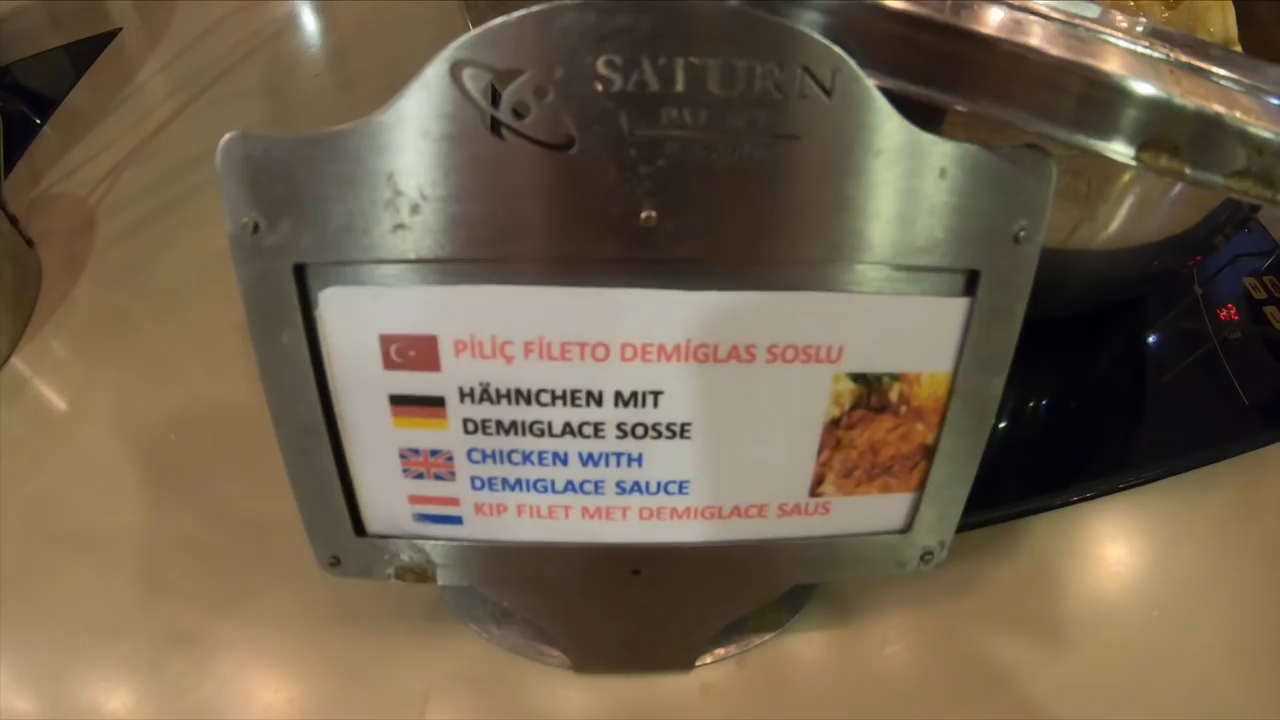 SATURN
PİLİÇ FİLETO DEMİGLAS SOSLU
HÄHNCHEN MIT
DEMIGLACE SOSSE
CHICKEN WITH
DEMIGLACE SAUCE
KIP FILET MET DEMIGLACE SAUS